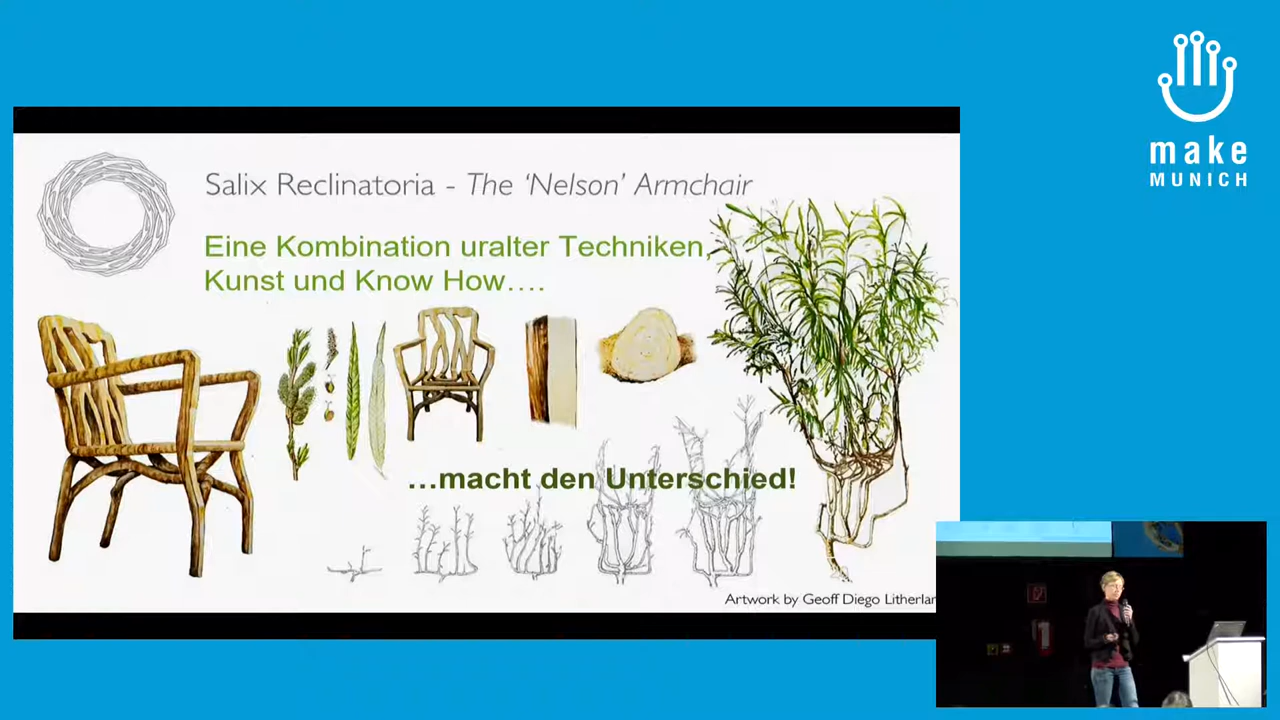 make
MUNICH
Salix Reclinatoria - The ‘Nelson’ Armchair
Eine Kombination uralter Techniken,
Kunst und Know How….
…macht den Unterschied!
Artwork by Geoff Diego Litherlan